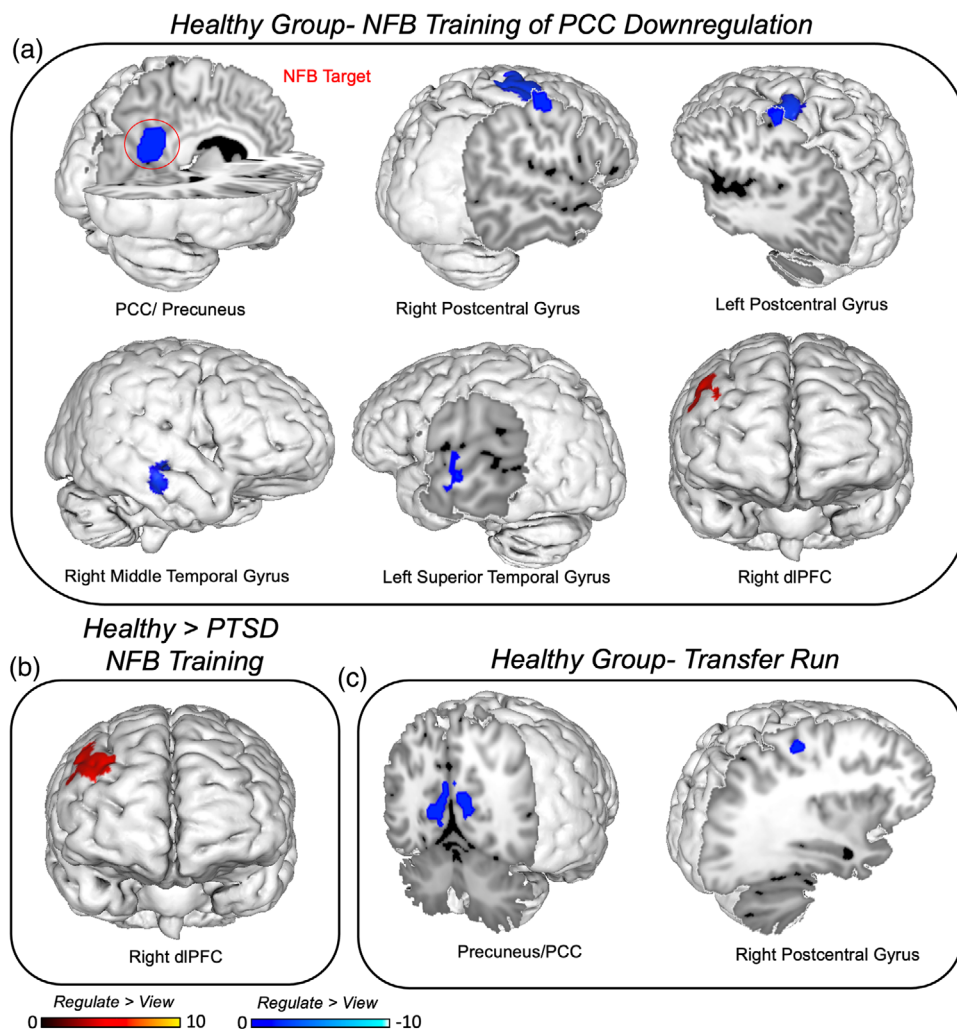 Healthy Group- NFB Training of PCC Downregulation
(a)
NFB Target
PCC/ Precuneus
Right Postcentral Gyrus
Left Postcentral Gyrus
Right Middle Temporal Gyrus
Left Superior Temporal Gyrus
Right dlPFC
Healthy > PTSD
NFB Training
(b)
Right dlPFC
Healthy Group- Transfer Run
(c)
Precuneus/PCC
Right Postcentral Gyrus
Regulate > View
0 10
Regulate > View
0 -10